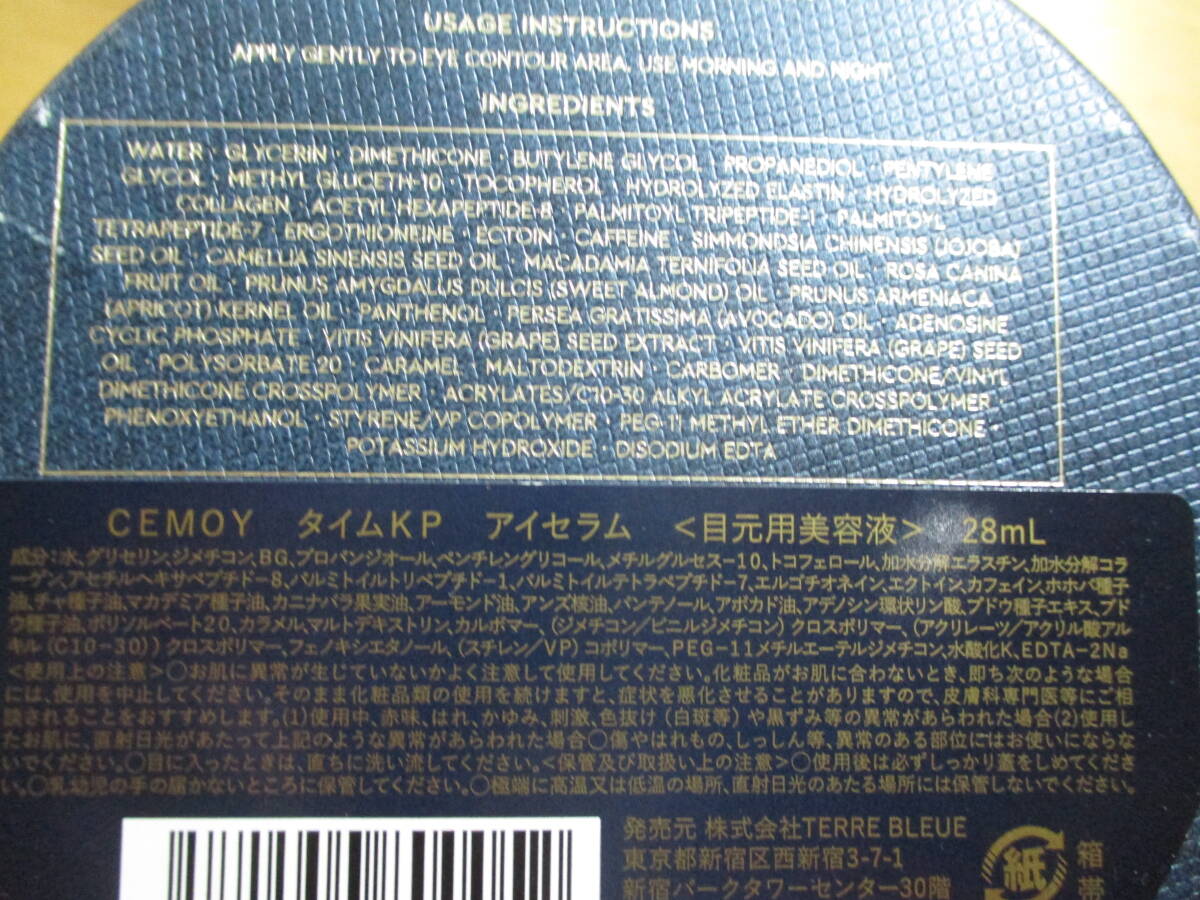 USAGE INSTRUCTIONS
APPLY GENTLY TO EYE CONTOUR AREA. USE MORNING AND NIGHT
INGREDIENTS
WATER · GLYCERIN · DIMETHICONE · BUTYLENE GLYCOL · PROPANEDIOL · PENTYLENE
GLYCOL · METHYL GLUCETH-10 · TOCOPHEROL · HYDROLYZED ELASTIN · HYDROLYZED
COLLAGEN · ACETYL HEXAPEPTIDE-8 · PALMITOYL TRIPEPTIDE-1 · PALMITOYL
TETRAPEPTIDE-7 · ERGOTHIONEINE · ECTOIN · CAFFEINE · SIMMONDSIA CHINENSIS (JOJOBA)
SEED OIL · CAMELLIA SINENSIS SEED OIL · MACADAMIA TERNIFOLIA SEED OIL · ROSA CANINA
FRUIT OIL · PRUNUS AMYGDALUS DULCIS (SWEET ALMOND) OIL · PRUNUS ARMENIACA
(APRICOT) KERNEL OIL · PANTHENOL · PERSEA GRATISSIMA (AVOCADO) OIL · ADENOSINE
CYCLIC PHOSPHATE · VITIS VINIFERA (GRAPE) SEED EXTRACT · VITIS VINIFERA (GRAPE) SEED
OIL · POLYSORBATE 20 · CARAMEL · MALTODEXTRIN · CARBOMER · DIMETHICONE/VINYL
DIMETHICONE CROSSPOLYMER · ACRYLATES/C10-30 ALKYL ACRYLATE CROSSPOLYMER ·
PHENOXYETHANOL · STYRENE/VP COPOLYMER · PEG-11 METHYL ETHER DIMETHICONE ·
POTASSIUM HYDROXIDE · DISODIUM EDTA
CEMOY タイムKP アイセラム <目元用美容液> 28mL
成分:水、グリセリン、ジメチコン、BG、プロパンジオール、ペンチレングリコール、メチルグルセス-10、トコフェロール、加水分解エラスチン、加水分解コラ
ーゲン、アセチルヘキサペプチド-8、パルミトイルトリペプチド-1、パルミトイルテトラペプチド-7、エルゴチオネイン、エクトイン、カフェイン、ホホバ種子
油、チャ種子油、マカデミア種子油、カニナバラ果実油、アーモンド油、アンズ核油、パンテノール、アボカド油、アデノシン環状リン酸、ブドウ種子エキス、ブド
ウ種子油、ポリソルベート20、カラメル、マルトデキストリン、カルボマー、(ジメチコン/ビニルジメチコン)クロスポリマー、(アクリレーツ/アクリル酸アル
キル(C10-30))クロスポリマー、フェノキシエタノール、(スチレン/VP)コポリマー、PEG-11メチルエーテルジメチコン、水酸化K、EDTA-2Na
<使用上の注意>○お肌に異常が生じていないかよく注意して使用してください。化粧品がお肌に合わないとき、即ち次のような場合
には、使用を中止してください。そのまま化粧品類の使用を続けますと、症状を悪化させることがありますので、皮膚科専門医等にご相
談されることをおすすめします。(1)使用中、赤味、はれ、かゆみ、刺激、色抜け(白斑等)や黒ずみ等の異常があらわれた場合(2)使用し
たお肌に、直射日光があたって上記のような異常があらわれた場合○傷やはれもの、しっしん等、異常のある部位にはお使いにならな
いでください。○目に入ったときは、直ちに洗い流してください。<保管及び取扱い上の注意>○使用後は必ずしっかり蓋をしめてくださ
い。○乳幼児の手の届かないところに保管してください。○極端に高温又は低温の場所、直射日光のあたる場所には保管しないでください。
発売元 株式会社TERRE BLEUE
東京都新宿区西新宿3-7-1
新宿パークタワーセンター30階
紙
箱
帯